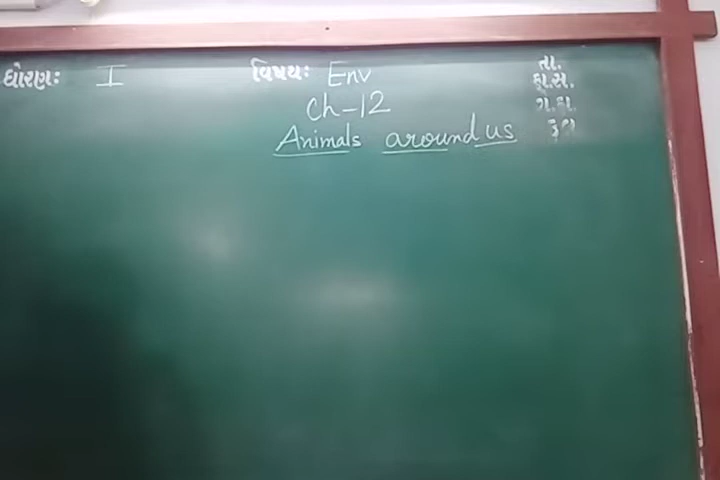 ધોરણઃ I વિષયઃ Env તા.
Ch-12 હા.સ.
Animals around us ગે.હા.
કુલ